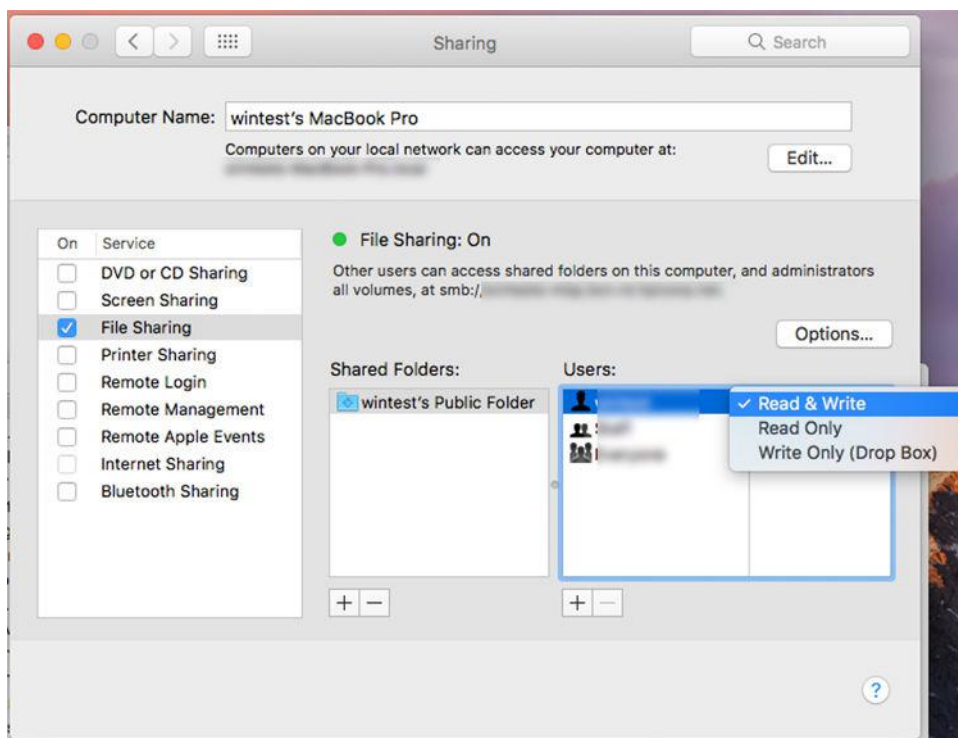 Sharing
Search
Computer Name: wintest's MacBook Pro
Computers on your local network can access your computer at:
Edit...
On Service
DVD or CD Sharing
Screen Sharing
File Sharing
Printer Sharing
Remote Login
Remote Management
Remote Apple Events
Internet Sharing
Bluetooth Sharing
File Sharing: On
Other users can access shared folders on this computer, and administrators
all volumes, at smb:/
Options...
Shared Folders:
wintest's Public Folder
Users:
Read & Write
Read Only
Write Only (Drop Box)
?